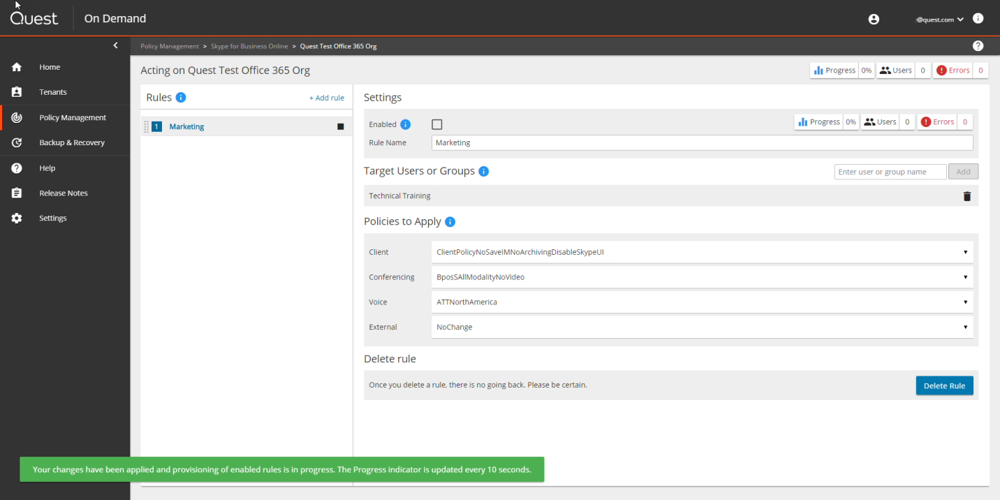 Quest On Demand
@quest.com
Policy Management > Skype for Business Online > Quest Test Office 365 Org
Home
Tenants
Policy Management
Backup & Recovery
Help
Release Notes
Settings
Acting on Quest Test Office 365 Org
Progress 0% Users 0 Errors 0
Rules + Add rule
1 Marketing
Settings
Enabled
Progress 0% Users 0 Errors 0
Rule Name Marketing
Target Users or Groups Enter user or group name Add
Technical Training
Policies to Apply
Client ClientPolicyNoSaveIMNoArchivingDisableSkypeUI
Conferencing BposSAllModalityNoVideo
Voice ATTNorthAmerica
External NoChange
Delete rule
Once you delete a rule, there is no going back. Please be certain. Delete Rule
Your changes have been applied and provisioning of enabled rules is in progress. The Progress indicator is updated every 10 seconds.